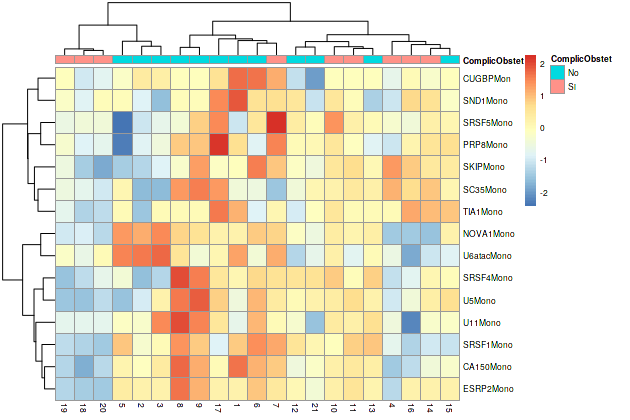 ComplicObstet
ComplicObstet
No
SI
2
1
0
-1
-2
CUGBPMon
SND1Mono
SRSF5Mono
PRP8Mono
SKIPMono
SC35Mono
TIA1Mono
NOVA1Mono
U6atacMono
SRSF4Mono
U5Mono
U11Mono
SRSF1Mono
CA150Mono
ESRP2Mono
19 18 20 5 2 3 8 9 17 1 6 7 12 21 10 11 13 4 16 14 15